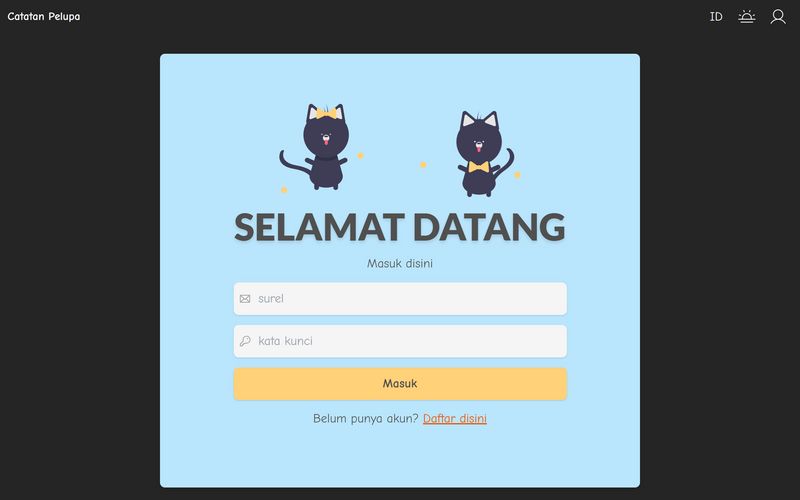 Catatan Pelupa
ID
SELAMAT DATANG
Masuk disini
surel
kata kunci
Masuk
Belum punya akun? Daftar disini